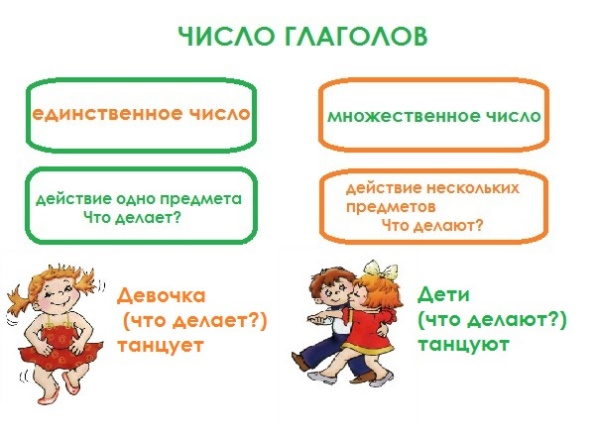 ЧИСЛО ГЛАГОЛОВ
единственное число
множественное число
действие одно предмета
Что делает?
действие нескольких
предметов
Что делают?
Девочка
(что делает?)
танцует
Дети
(что делают?)
танцуют